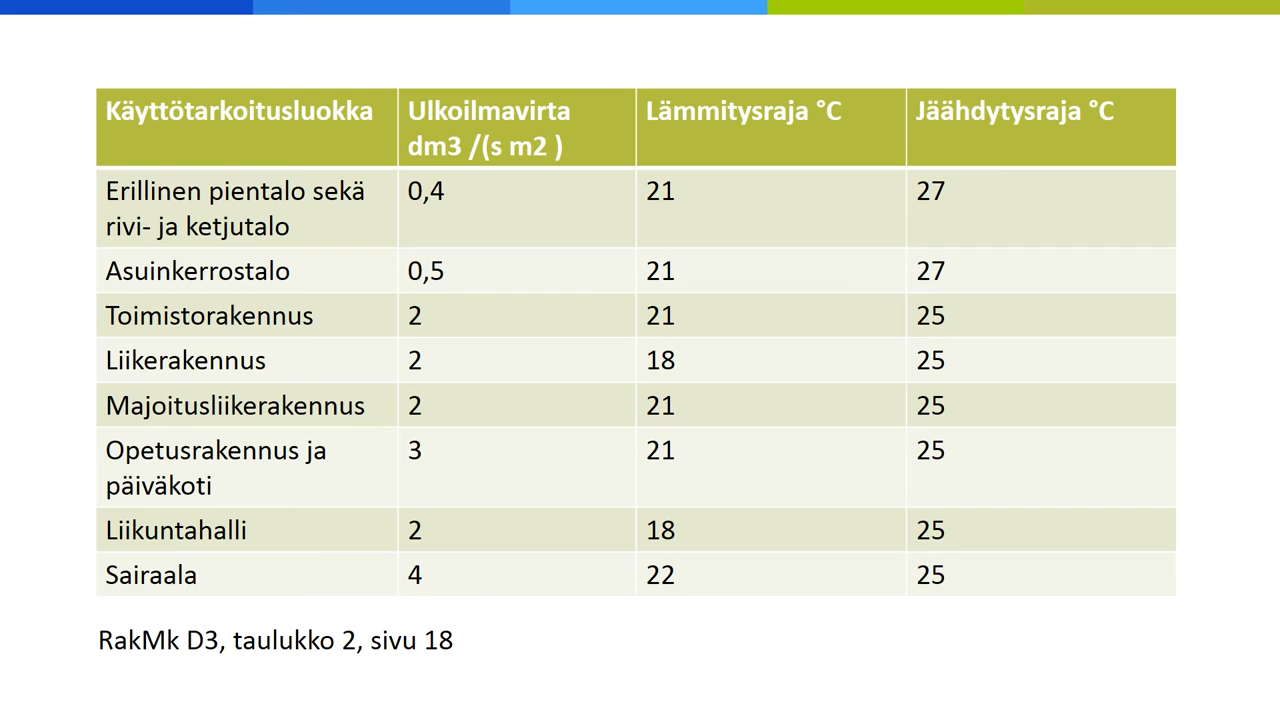 Käyttötarkoitusluokka Ulkoilmavirta Lämmitysraja °C Jäähdytysraja °C
dm3 /(s m2 )
Erillinen pientalo sekä 0,4 21 27
rivi- ja ketjutalo
Asuinkerrostalo 0,5 21 27
Toimistorakennus 2 21 25
Liikerakennus 2 18 25
Majoitusliikerakennus 2 21 25
Opetusrakennus ja 3 21 25
päiväkoti
Liikuntahalli 2 18 25
Sairaala 4 22 25
RakMk D3, taulukko 2, sivu 18